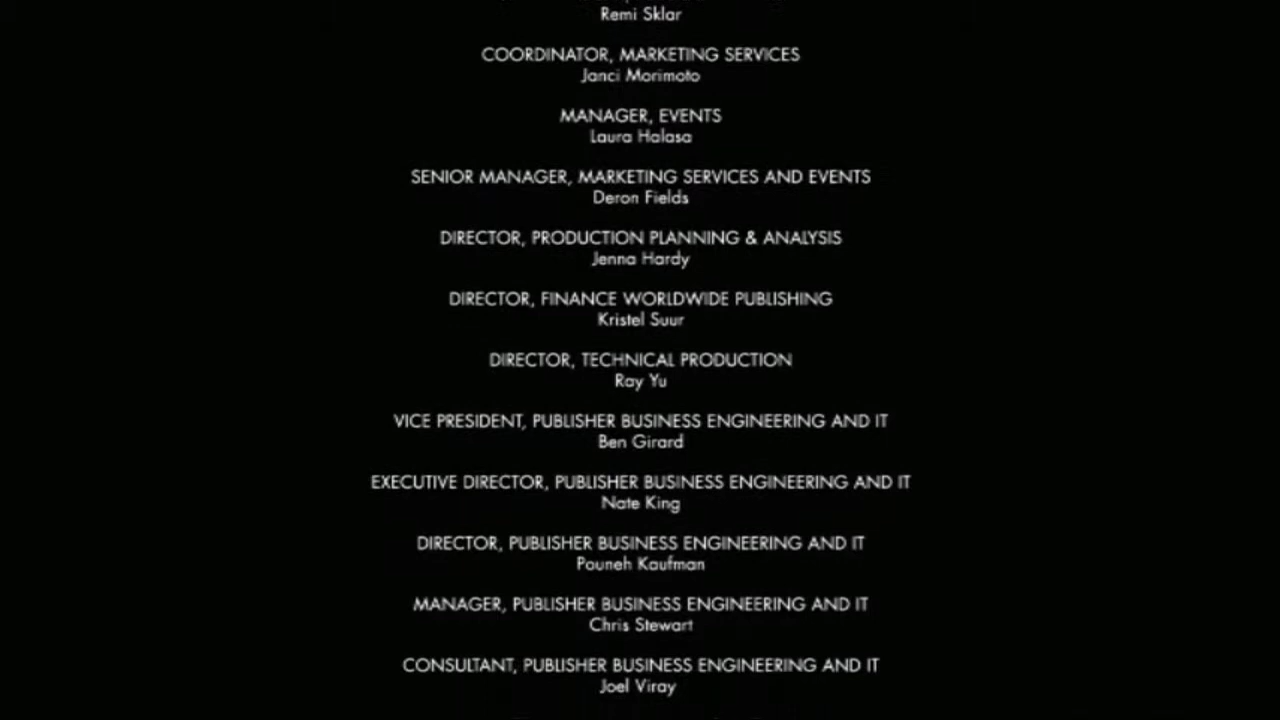 Remi Sklar
COORDINATOR, MARKETING SERVICES
Janci Morimoto
MANAGER, EVENTS
Laura Halasa
SENIOR MANAGER, MARKETING SERVICES AND EVENTS
Deron Fields
DIRECTOR, PRODUCTION PLANNING & ANALYSIS
Jenna Hardy
DIRECTOR, FINANCE WORLDWIDE PUBLISHING
Kristel Suur
DIRECTOR, TECHNICAL PRODUCTION
Ray Yu
VICE PRESIDENT, PUBLISHER BUSINESS ENGINEERING AND IT
Ben Girard
EXECUTIVE DIRECTOR, PUBLISHER BUSINESS ENGINEERING AND IT
Nate King
DIRECTOR, PUBLISHER BUSINESS ENGINEERING AND IT
Pouneh Kaufman
MANAGER, PUBLISHER BUSINESS ENGINEERING AND IT
Chris Stewart
CONSULTANT, PUBLISHER BUSINESS ENGINEERING AND IT
Joel Viray